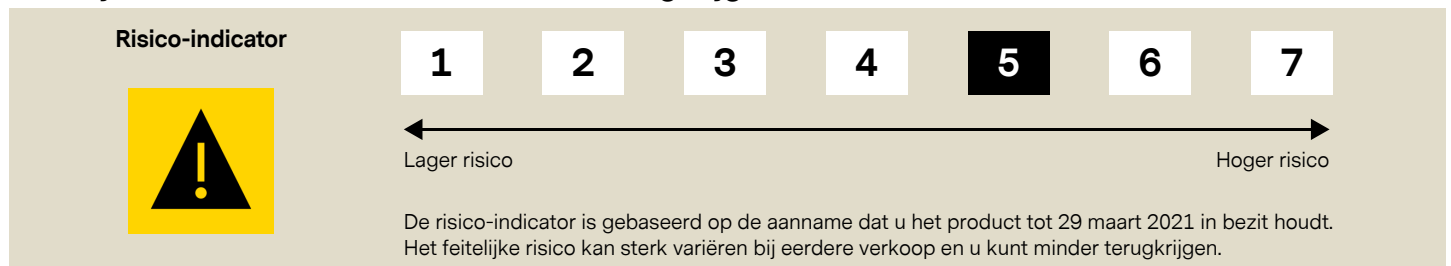 Risico-indicator
1 2 3 4 5 6 7
Lager risico Hoger risico
De risico-indicator is gebaseerd op de aanname dat u het product tot 29 maart 2021 in bezit houdt.
Het feitelijke risico kan sterk variëren bij eerdere verkoop en u kunt minder terugkrijgen.